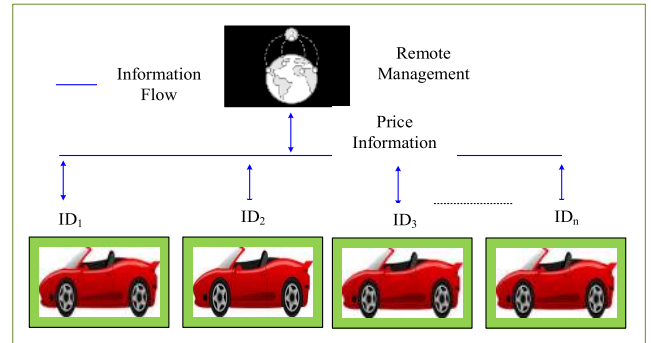 Remote
Management
Information
Flow
Price
Information
ID₁
ID₂
ID₃
IDₙ